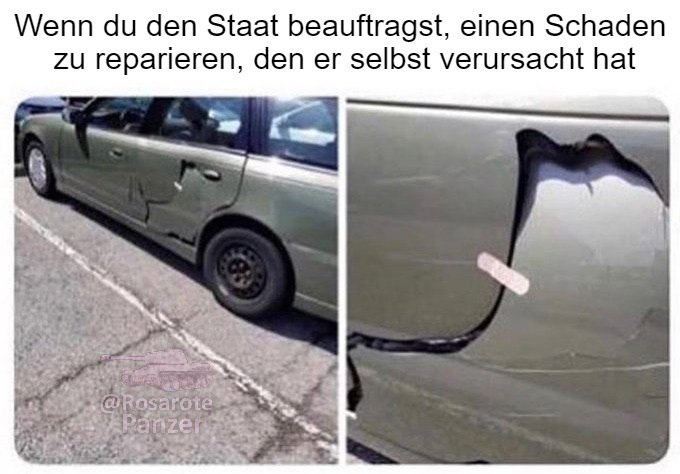 Wenn du den Staat beauftragst, einen Schaden
zu reparieren, den er selbst verursacht hat
@Rosarote
Panzer